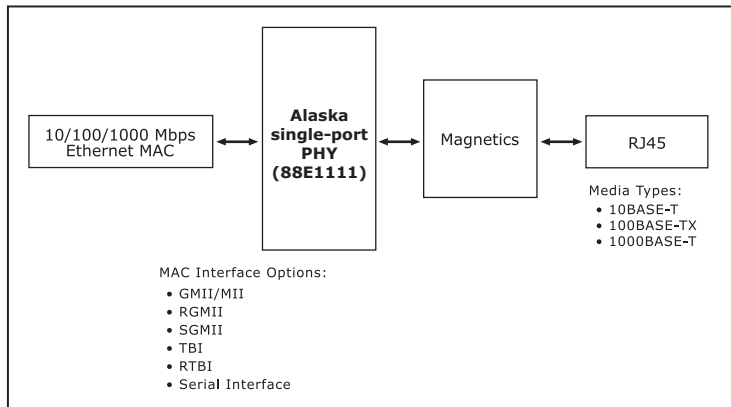 10/100/1000 Mbps
Ethernet MAC
Alaska
single-port
PHY
(88E1111)
Magnetics
RJ45
Media Types:
• 10BASE-T
• 100BASE-TX
• 1000BASE-T
MAC Interface Options:
• GMII/MII
• RGMII
• SGMII
• TBI
• RTBI
• Serial Interface